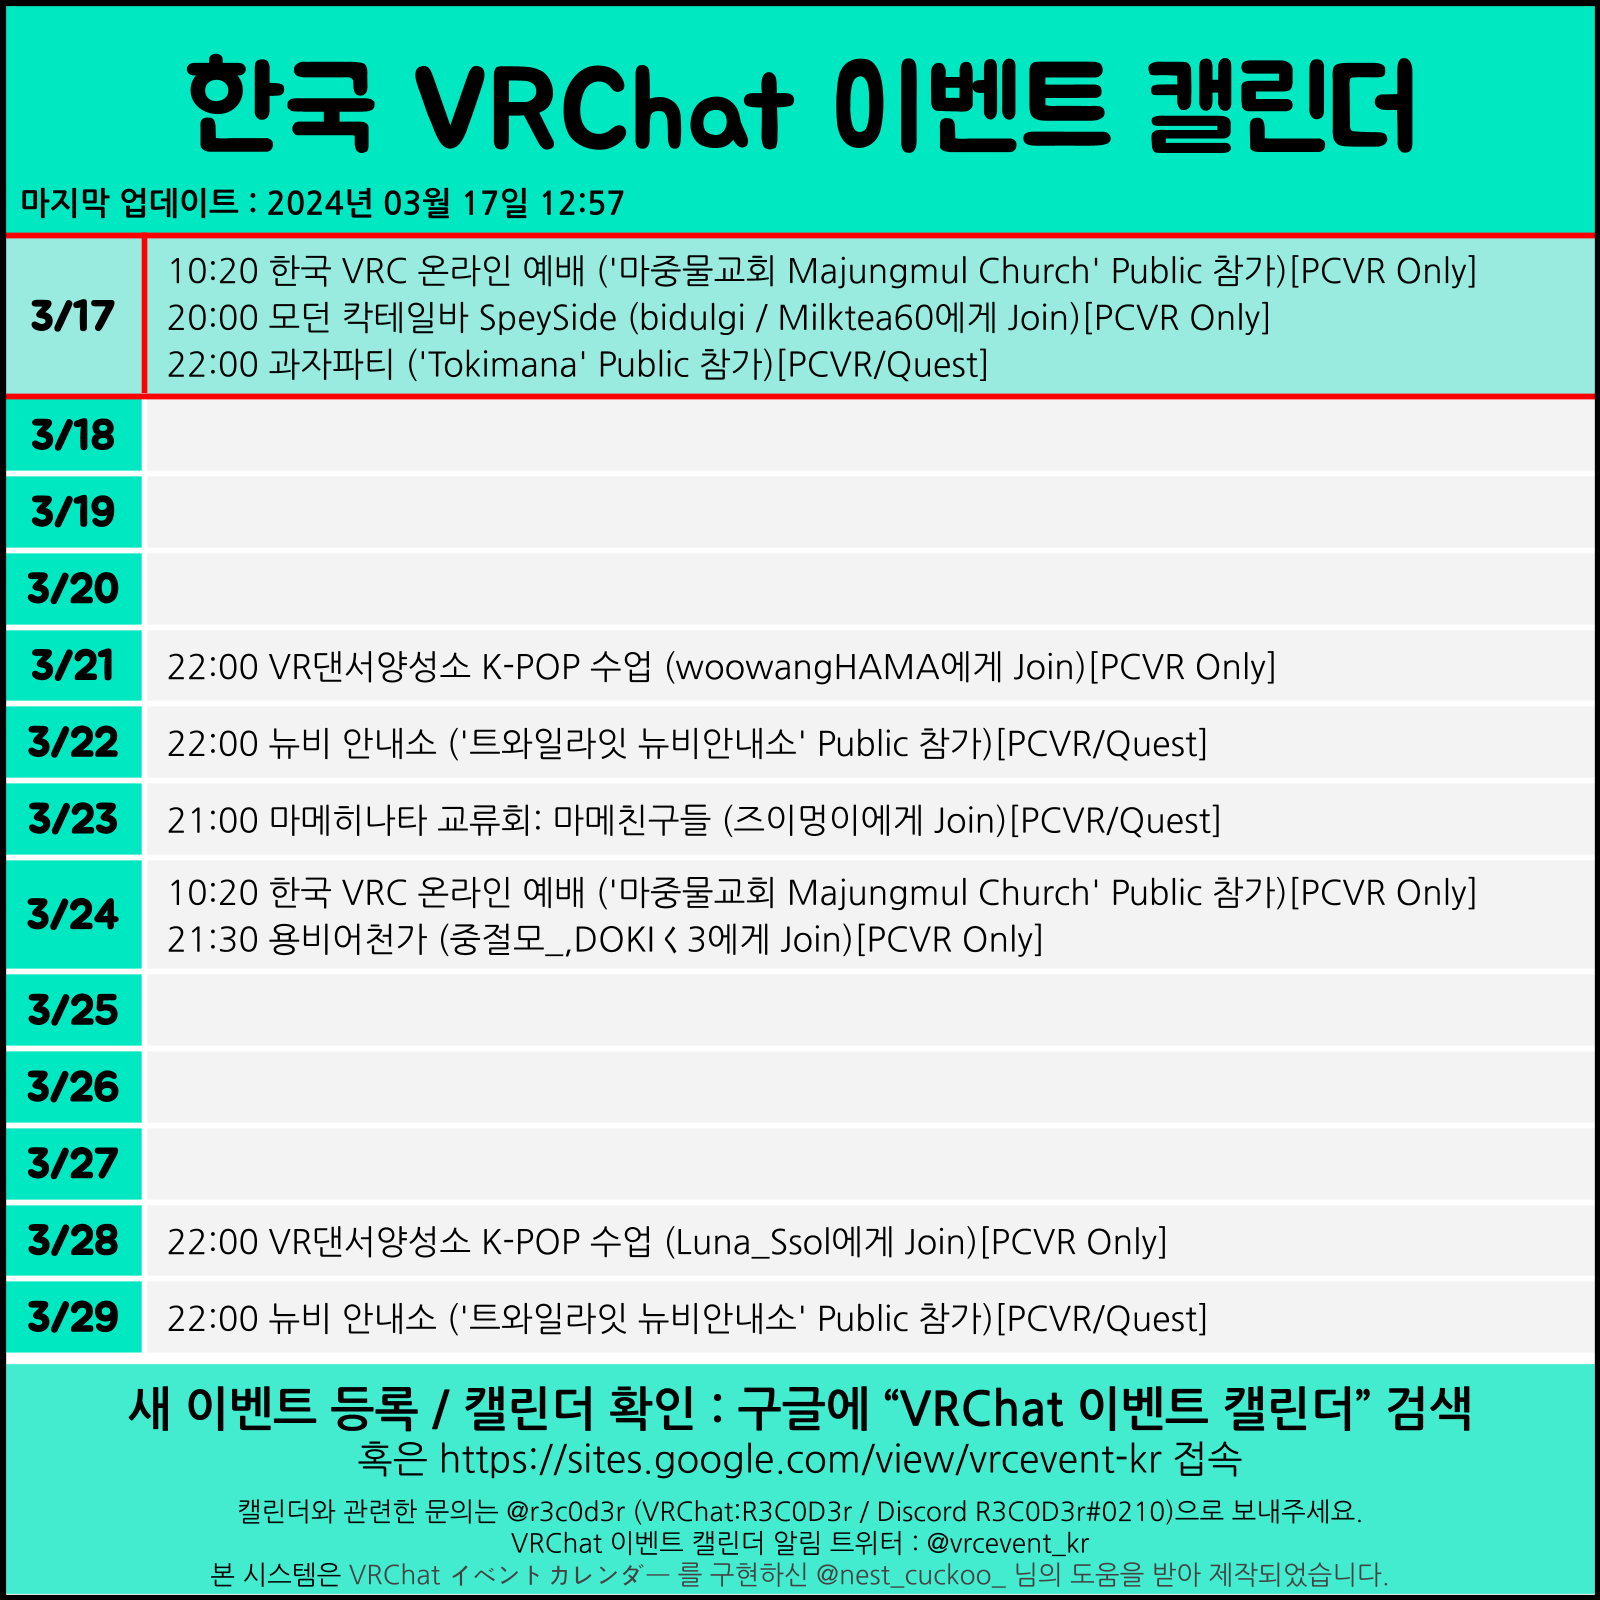 한국 VRChat 이벤트 캘린더
마지막 업데이트 : 2024년 03월 17일 12:57
3/17
10:20 한국 VRC 온라인 예배 ('마중물교회 Majungmul Church' Public 참가)[PCVR Only]
20:00 모던 칵테일바 SpeySide (bidulgi / Milktea60에게 Join)[PCVR Only]
22:00 과자파티 ('Tokimana' Public 참가)[PCVR/Quest]
3/18
3/19
3/20
3/21
22:00 VR댄서양성소 K-POP 수업 (woowangHAMA에게 Join)[PCVR Only]
3/22
22:00 뉴비 안내소 ('트와일라잇 뉴비안내소' Public 참가)[PCVR/Quest]
3/23
21:00 마메히나타 교류회: 마메친구들 (즈이멍이에게 Join)[PCVR/Quest]
3/24
10:20 한국 VRC 온라인 예배 ('마중물교회 Majungmul Church' Public 참가)[PCVR Only]
21:30 용비어천가 (중절모_,DOKIく3에게 Join)[PCVR Only]
3/25
3/26
3/27
3/28
22:00 VR댄서양성소 K-POP 수업 (Luna_Ssol에게 Join)[PCVR Only]
3/29
22:00 뉴비 안내소 ('트와일라잇 뉴비안내소' Public 참가)[PCVR/Quest]
새 이벤트 등록 / 캘린더 확인 : 구글에 “VRChat 이벤트 캘린더” 검색
혹은 https://sites.google.com/view/vrcevent-kr 접속
캘린더와 관련한 문의는 @r3c0d3r (VRChat:R3C0D3r / Discord R3C0D3r#0210)으로 보내주세요.
VRChat 이벤트 캘린더 알림 트위터 : @vrcevent_kr
본 시스템은 VRChat イベントカレンダー 를 구현하신 @nest_cuckoo_ 님의 도움을 받아 제작되었습니다.